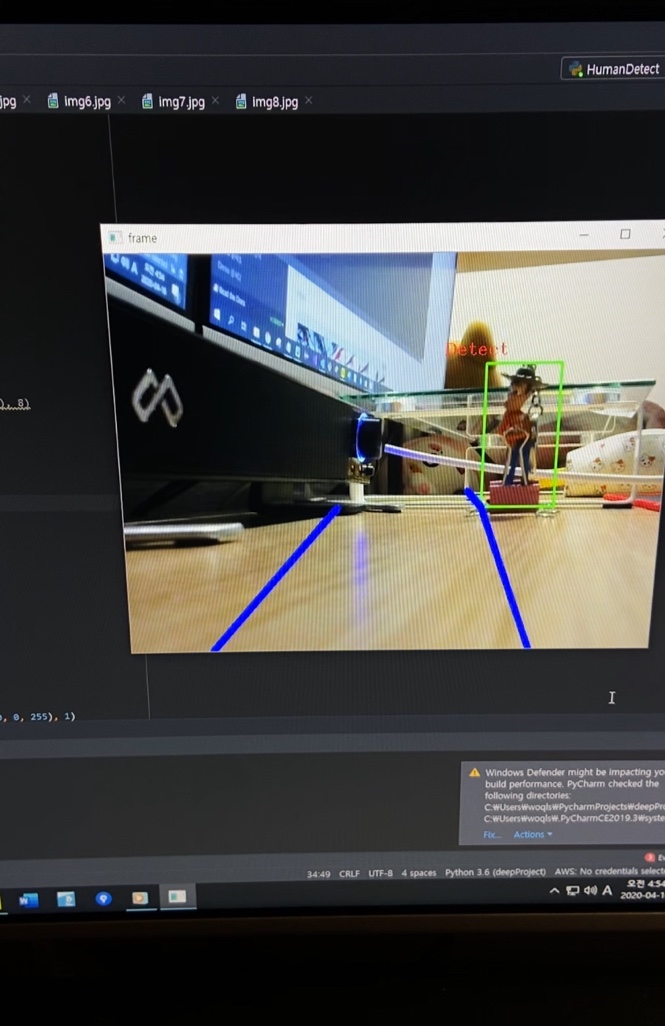 HumanDetect
jpg
img6.jpg
img7.jpg
img8.jpg
frame
Detect
), 8)
, 0, 255), 1)
Windows Defender might be impacting yo
build performance. PyCharm checked the
following directories:
C:₩Users₩woqls₩PycharmProjects₩deepPro
C:₩Users₩woqls₩.PyCharmCE2019.3₩syste
Fix...
Actions
34:49
CRLF
UTF-8
4 spaces
Python 3.6 (deepProject)
AWS: No credentials select
A
오전 4:54
2020-04-1